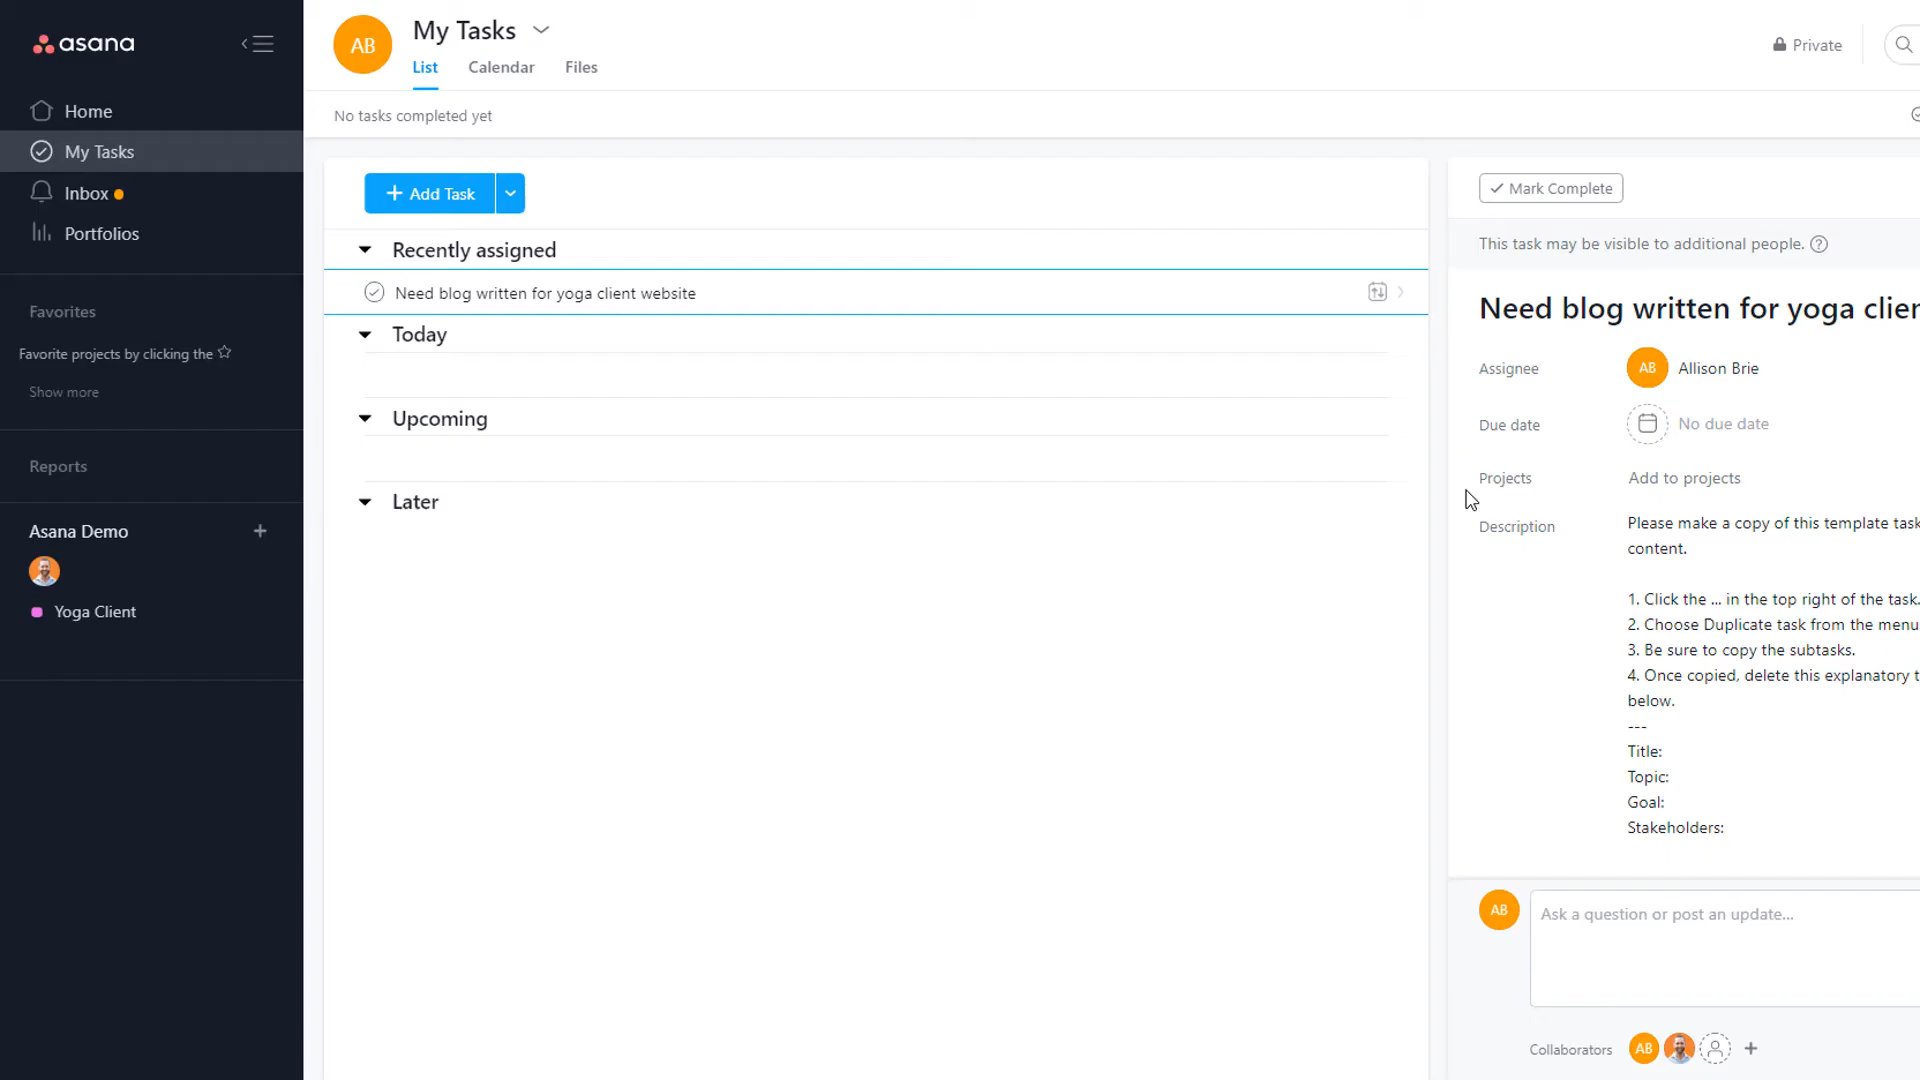 asana
Home
My Tasks
Inbox
Portfolios
Favorites
Favorite projects by clicking the
Show more
Reports
Asana Demo
Yoga Client
AB
My Tasks
List Calendar Files
Private
No tasks completed yet
Add Task
Recently assigned
Need blog written for yoga client website
Today
Upcoming
Later
Mark Complete
This task may be visible to additional people.
Need blog written for yoga clien
Assignee AB Allison Brie
Due date No due date
Projects Add to projects
Description
Please make a copy of this template task
content.
1. Click the ... in the top right of the task.
2. Choose Duplicate task from the menu
3. Be sure to copy the subtasks.
4. Once copied, delete this explanatory t
below.
---
Title:
Topic:
Goal:
Stakeholders:
AB Ask a question or post an update...
Collaborators AB